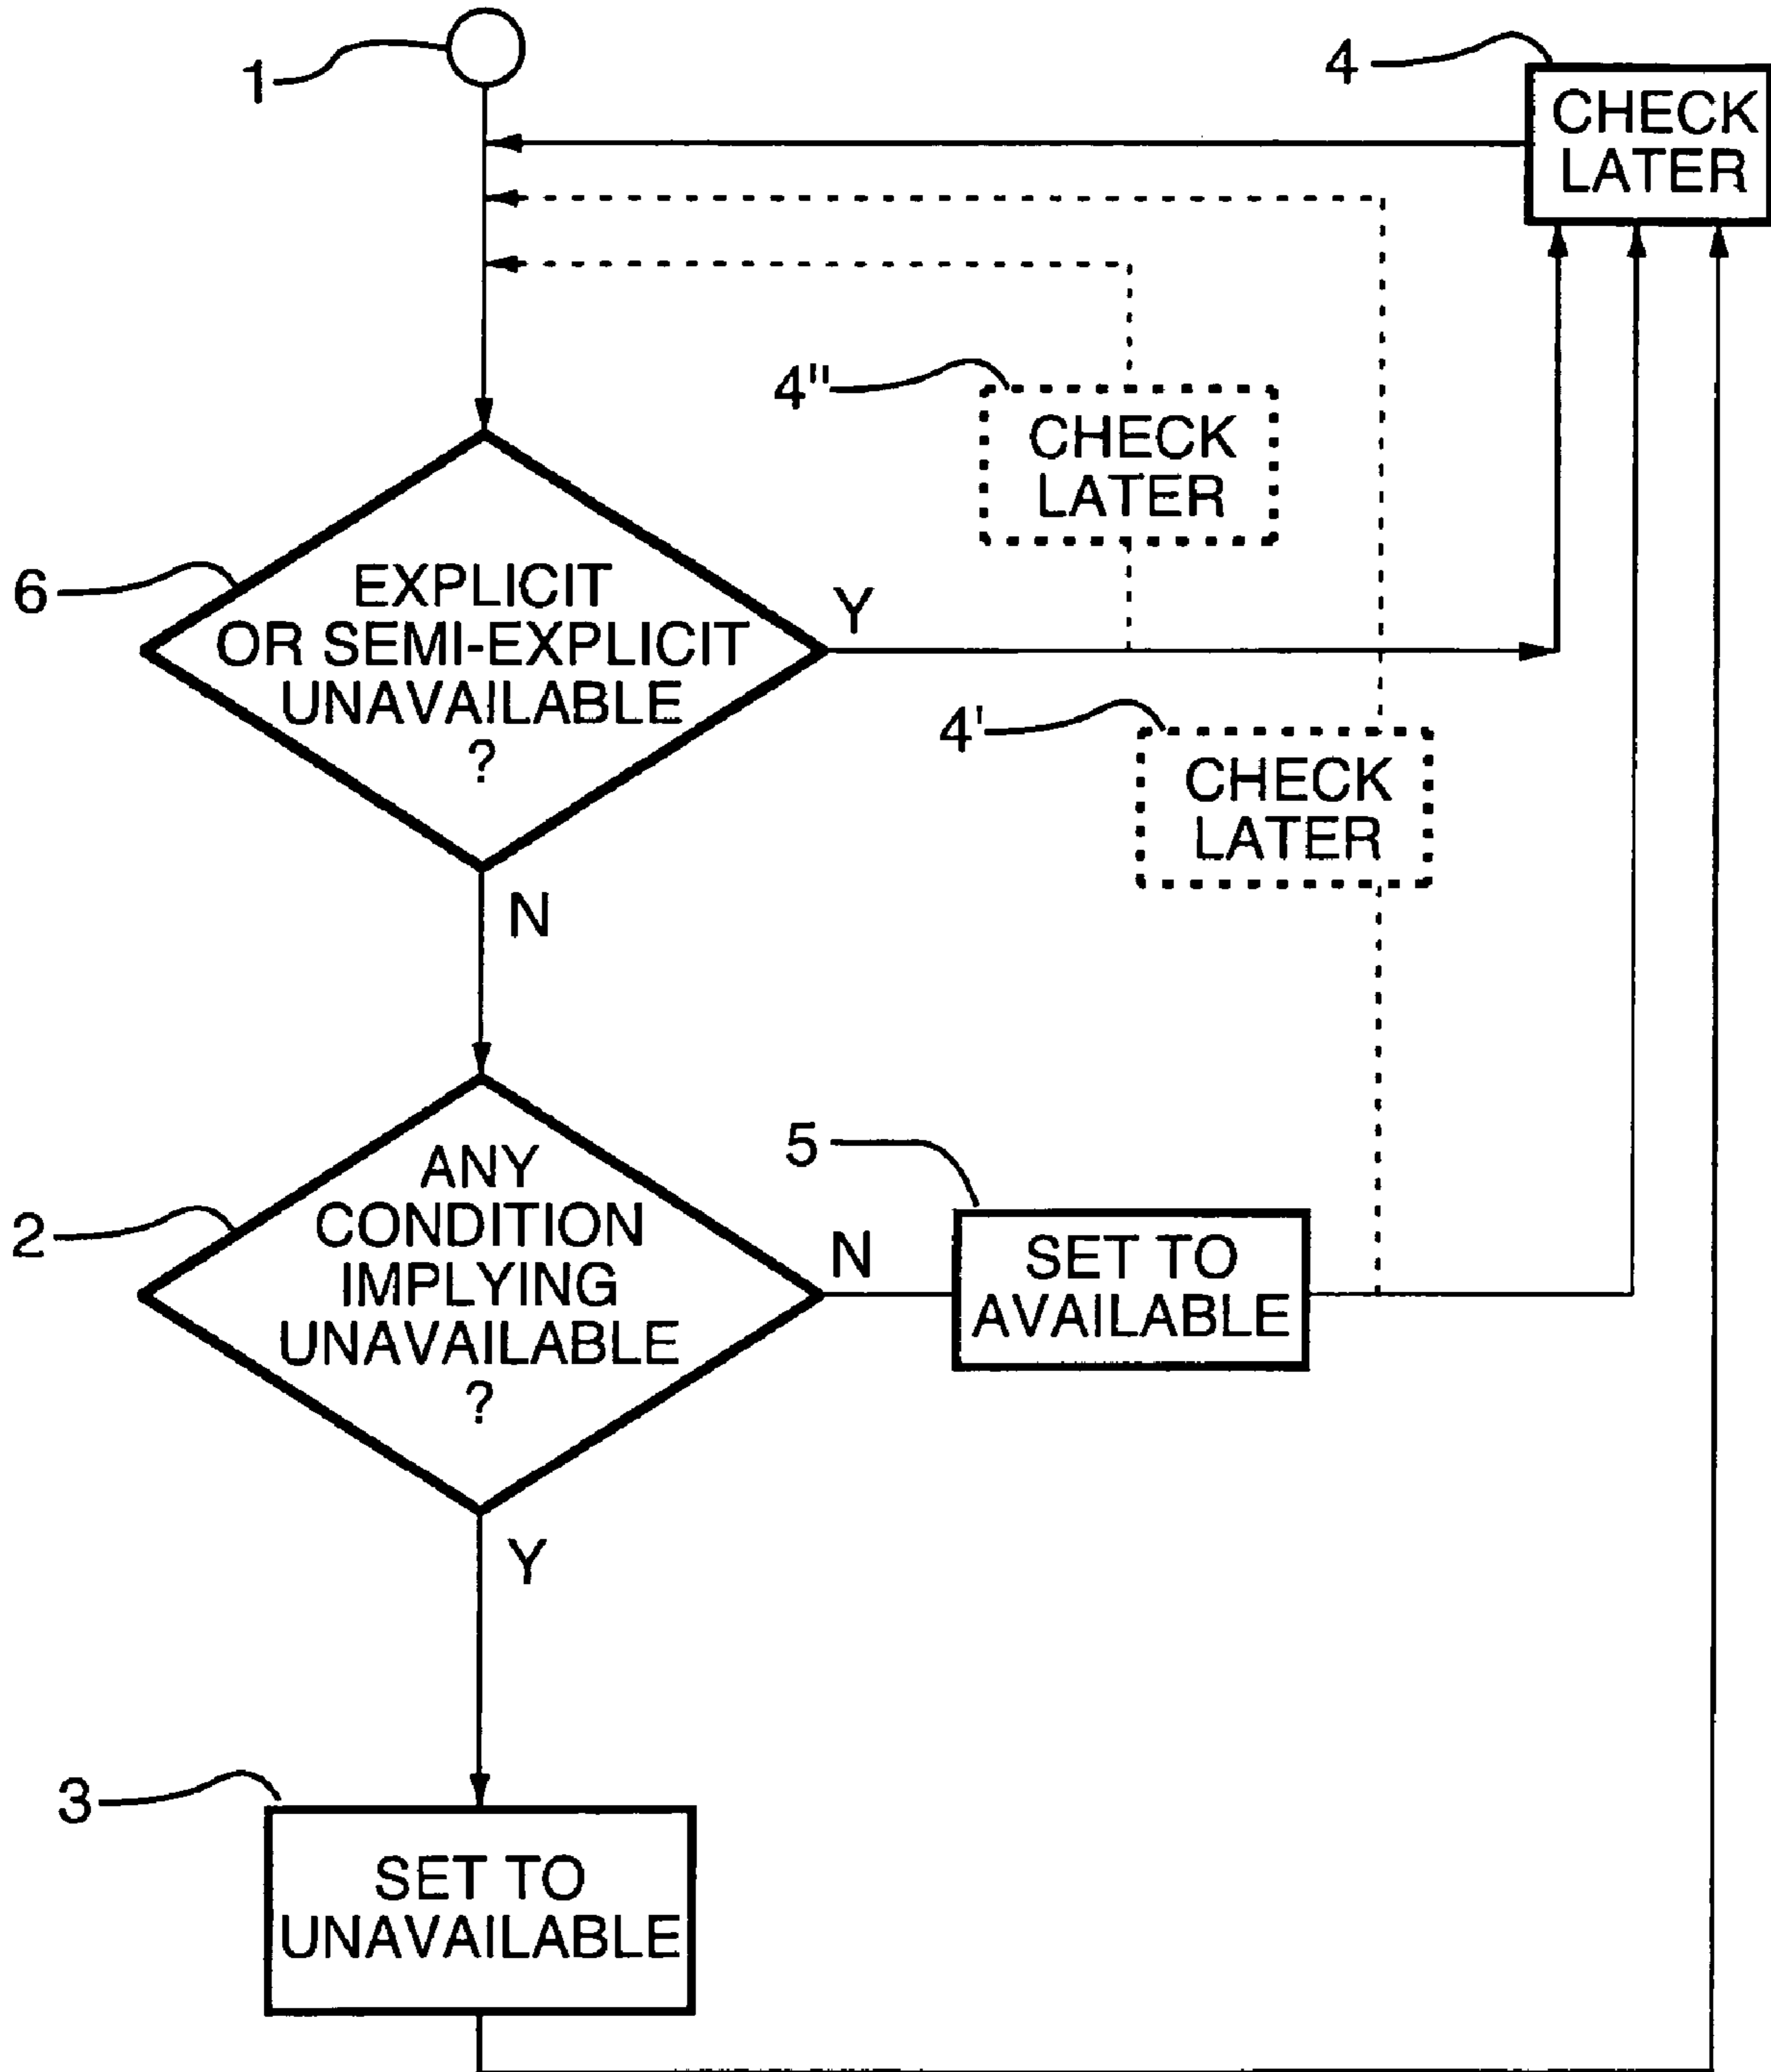 1
4
CHECK
LATER
4"
CHECK
LATER
6
EXPLICIT
OR SEMI-EXPLICIT
UNAVAILABLE
?
Y
4'
CHECK
LATER
N
2
ANY
CONDITION
IMPLYING
UNAVAILABLE
?
N
5
SET TO
AVAILABLE
Y
3
SET TO
UNAVAILABLE